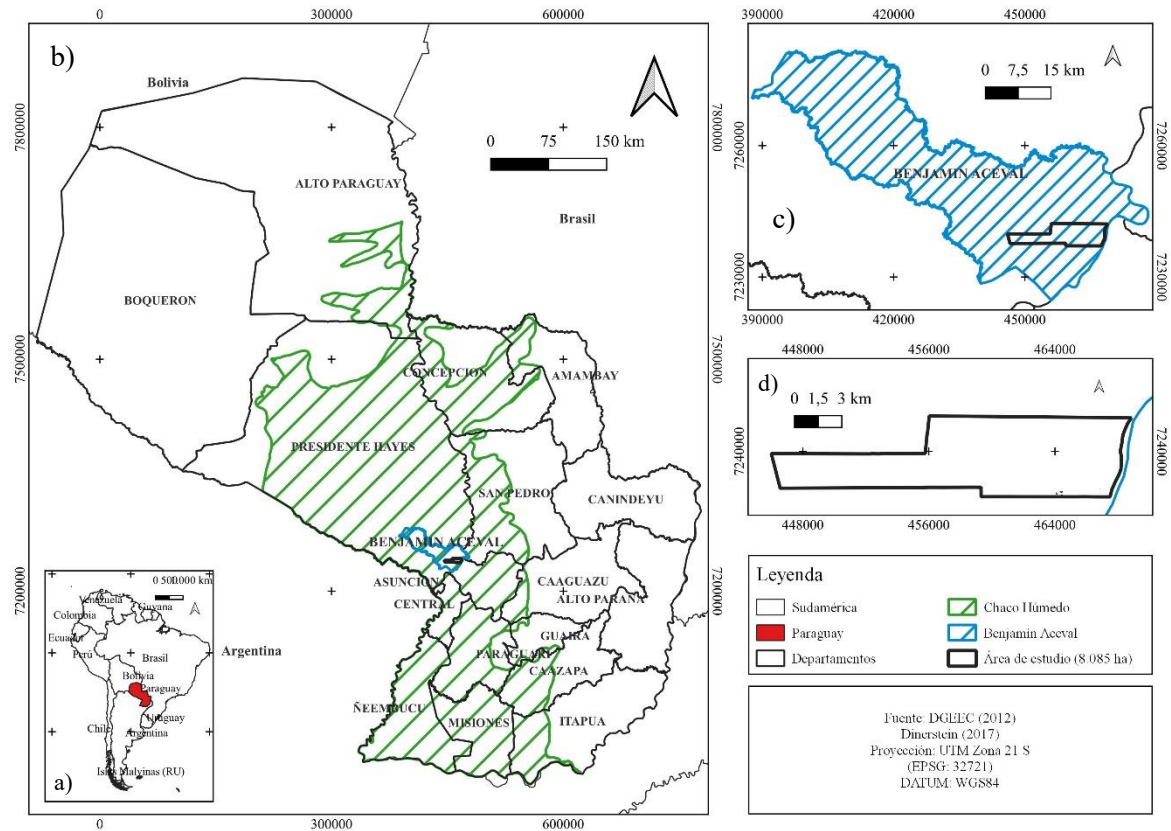 0
300000
600000
b)
Bolivia
7800000
7800000
0 75 150 km
ALTO PARAGUAY
Brasil
BOQUERON
7500000
7500000
CONCEPCION
AMAMBAY
PRESIDENTE HAYES
SAN PEDRO
CANINDEYU
BENJAMIN ACEVAL
ASUNCION
CAAGUAZU
7200000
7200000
CENTRAL
ALTO PARANA
GUAIRA
PARAGUARI
CAAZAPA
Argentina
ÑEEMBUCU
MISIONES
ITAPUA
Venezuela
Guyana
Colombia
Ecuador
Perú
Brasil
Bolivia
Paraguay
Uruguay
Chile
Argentina
Islas Malvinas (RU)
a)
0
300000
600000
390000
420000
450000
0 7,5 15 km
7260000
7260000
BENJAMIN ACEVAL
c)
7230000
7230000
390000
420000
450000
448000
456000
464000
d)
0 1,5 3 km
7240000
7240000
448000
456000
464000
Leyenda
Sudamérica
Chaco Húmedo
Paraguay
Benjamín Aceval
Departamentos
Área de estudio (8.085 ha)
Fuente: DGEEC (2012)
Dinerstein (2017)
Proyección: UTM Zona 21 S
(EPSG: 32721)
DATUM: WGS84